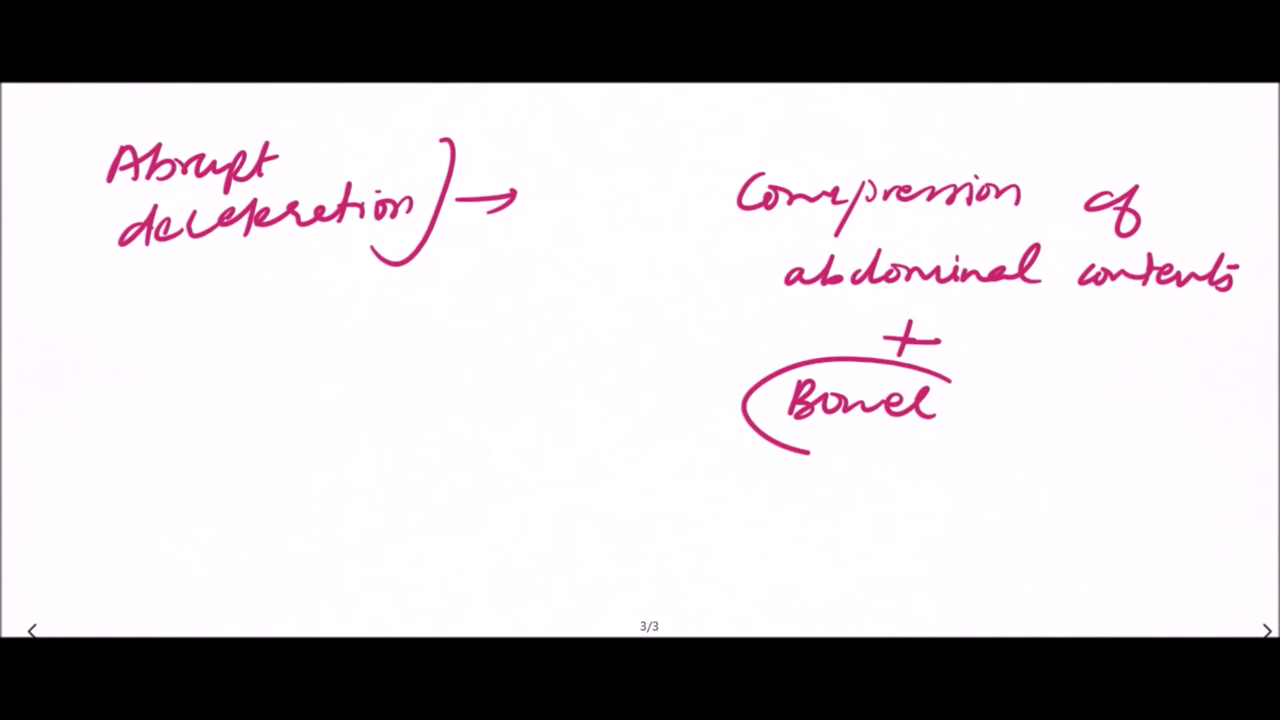 Abrupt
deceleration
Compression of
abdominal contents
+
Bowel
3/3